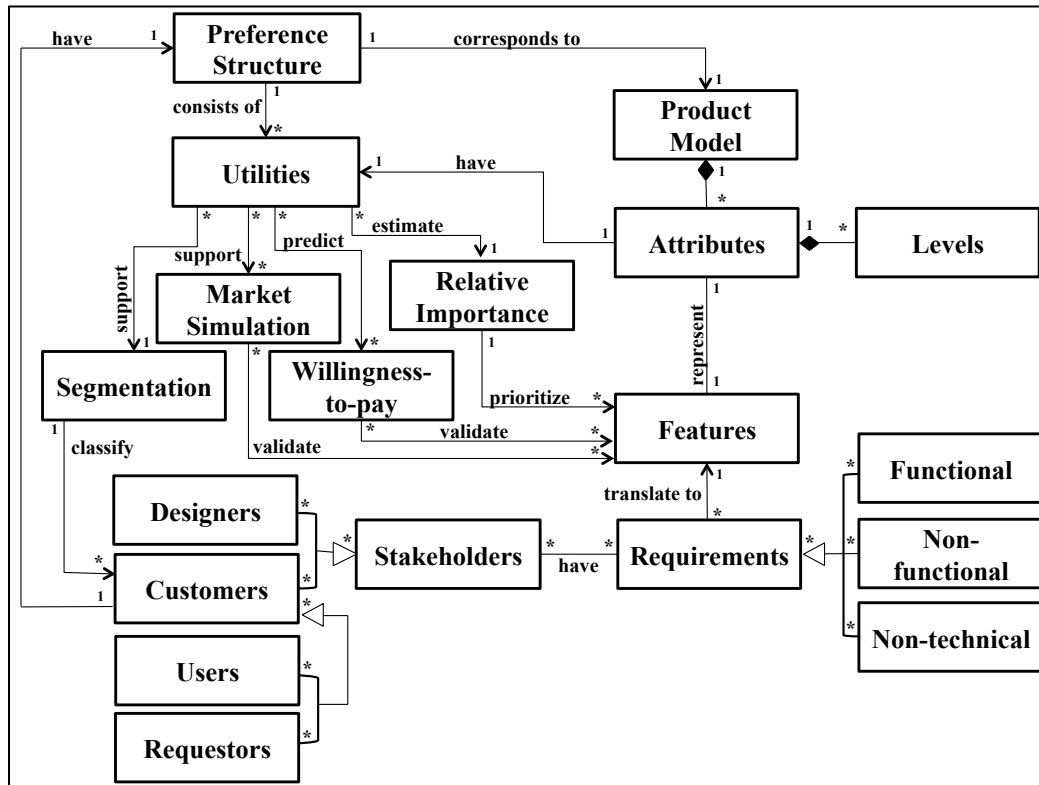 have
1
Preference
Structure
1
corresponds to
1
consists of
1
*
1
Product
Model
1
Utilities
1
have
*
*
*
*
*
estimate
predict
support
*
1
support
1
Attributes
1
*
Levels
1
Market
Simulation
Relative
Importance
represent
1
*
*
1
1
Segmentation
Willingness-
to-pay
prioritize
*
1
Features
1
classify
*
validate
*
validate
*
1
translate to
*
*
Functional
Designers
*
*
Stakeholders
*
have
*
Requirements
*
*
Non-
functional
*
Customers
*
1
*
*
Non-technical
Users
*
Requestors
*